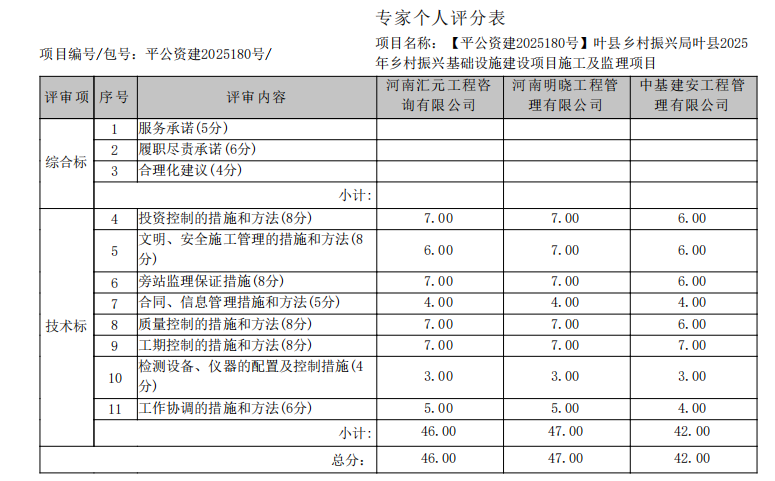 专家个人评分表
项目编号/包号: 平公资建2025180号/
项目名称: 【平公资建2025180号】叶县乡村振兴局叶县2025
年乡村振兴基础设施建设项目施工及监理项目
评审项 序号 评审内容 河南汇元工程咨询有限公司 河南明晓工程管理有限公司 中基建安工程管理有限公司
综合标
1 服务承诺(5分)
2 履职尽责承诺(6分)
3 合理化建议(4分)
小计:
技术标
4 投资控制的措施和方法(8分) 7.00 7.00 6.00
5 文明、安全施工管理的措施和方法(8分) 6.00 7.00 6.00
6 旁站监理保证措施(8分) 7.00 7.00 6.00
7 合同、信息管理措施和方法(5分) 4.00 4.00 4.00
8 质量控制的措施和方法(8分) 7.00 7.00 6.00
9 工期控制的措施和方法(8分) 7.00 7.00 7.00
10 检测设备、仪器的配置及控制措施(4分) 3.00 3.00 3.00
11 工作协调的措施和方法(6分) 5.00 5.00 4.00
小计: 46.00 47.00 42.00
总分: 46.00 47.00 42.00